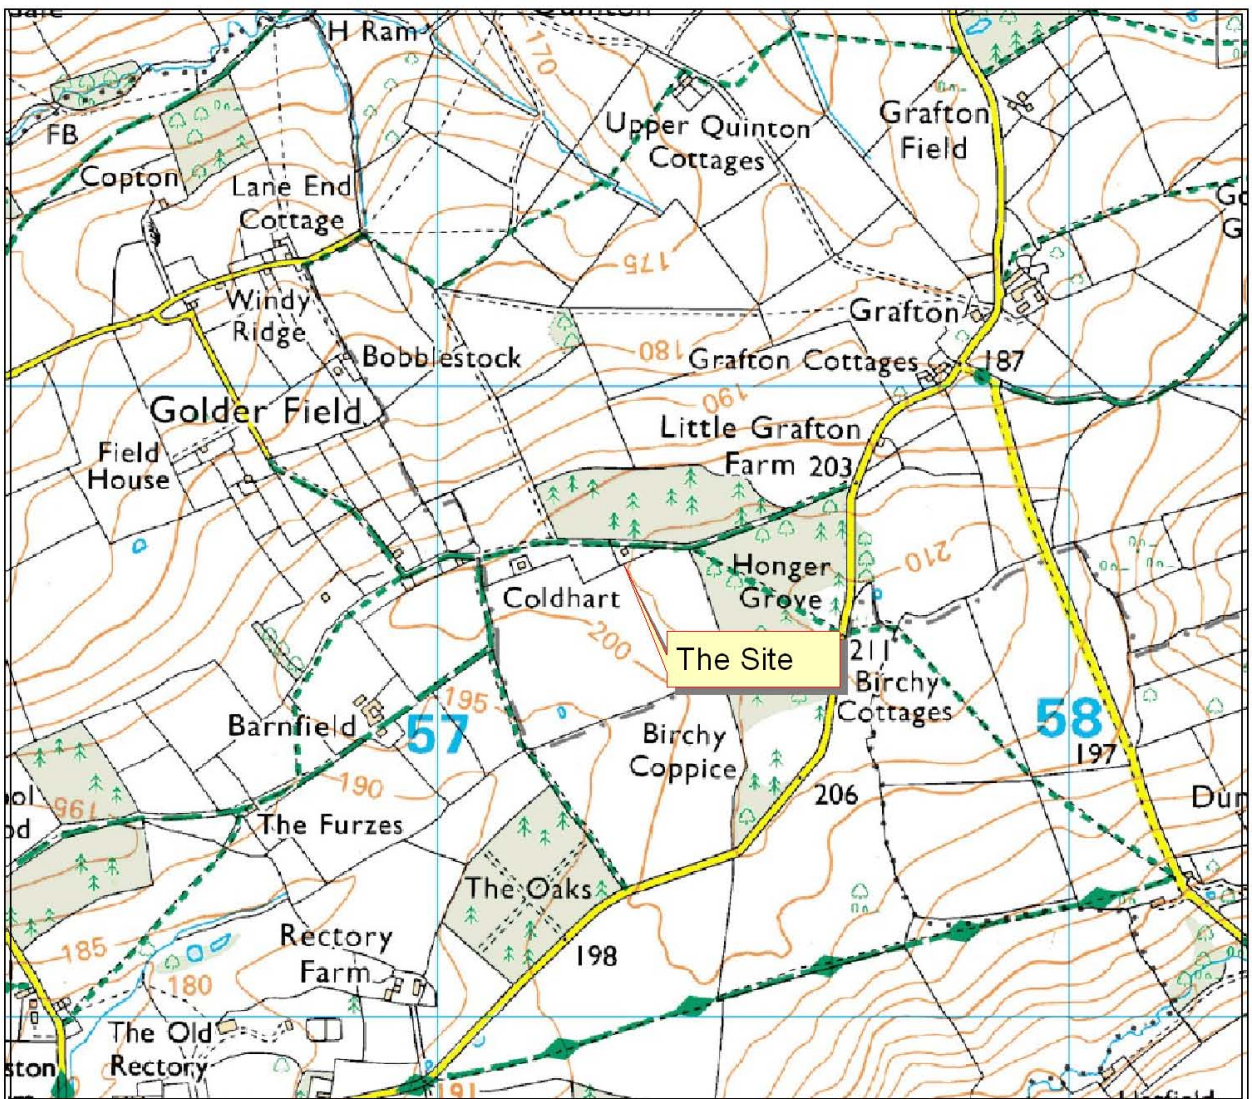 H Ram
170
FB
Upper Quinton
Cottages
Grafton
Field
Copton
Lane End
Cottage
175
Windy
Ridge
Grafton
Bobblestock
180
Grafton Cottages
187
190
Golder Field
Little Grafton
Farm 203
Field
House
210
Honger
Grove
Coldhart
200
The Site
211
Birchy
Cottages
195
Barnfield
57
58
Birchy
Coppice
197
190
206
195
The Furzes
The Oaks
Rectory
Farm
198
185
180
The Old
Rectory
191